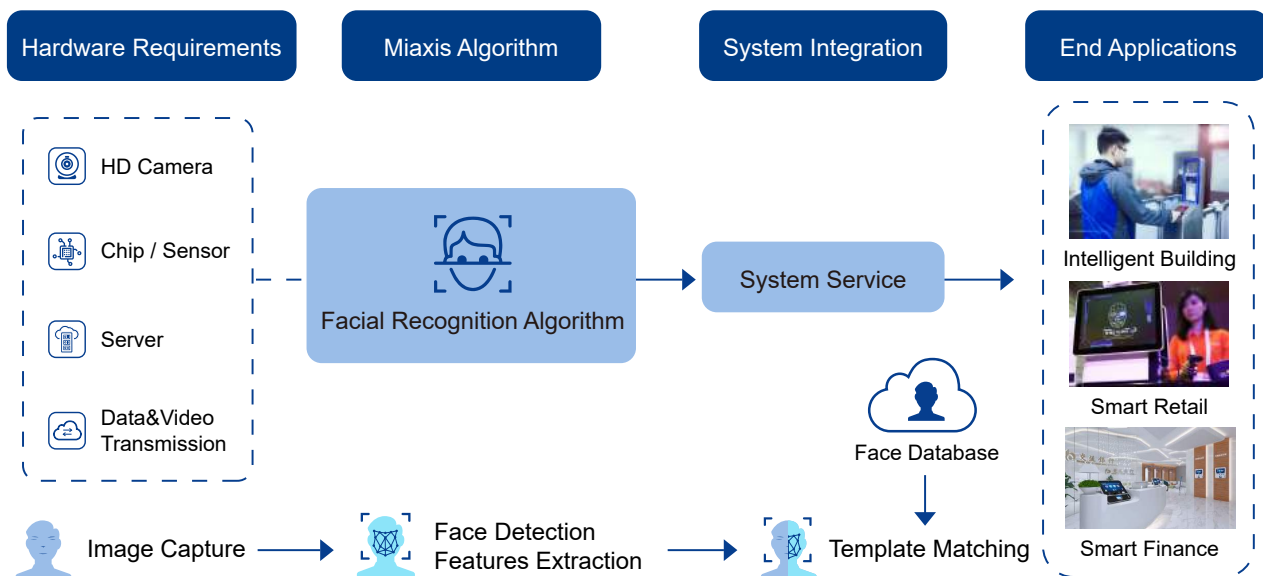 Hardware Requirements
Miaxis Algorithm
System Integration
End Applications
HD Camera
Chip / Sensor
Server
Data&Video
Transmission
Facial Recognition Algorithm
System Service
Face Database
Intelligent Building
Smart Retail
Smart Finance
Image Capture
Face Detection
Features Extraction
Template Matching